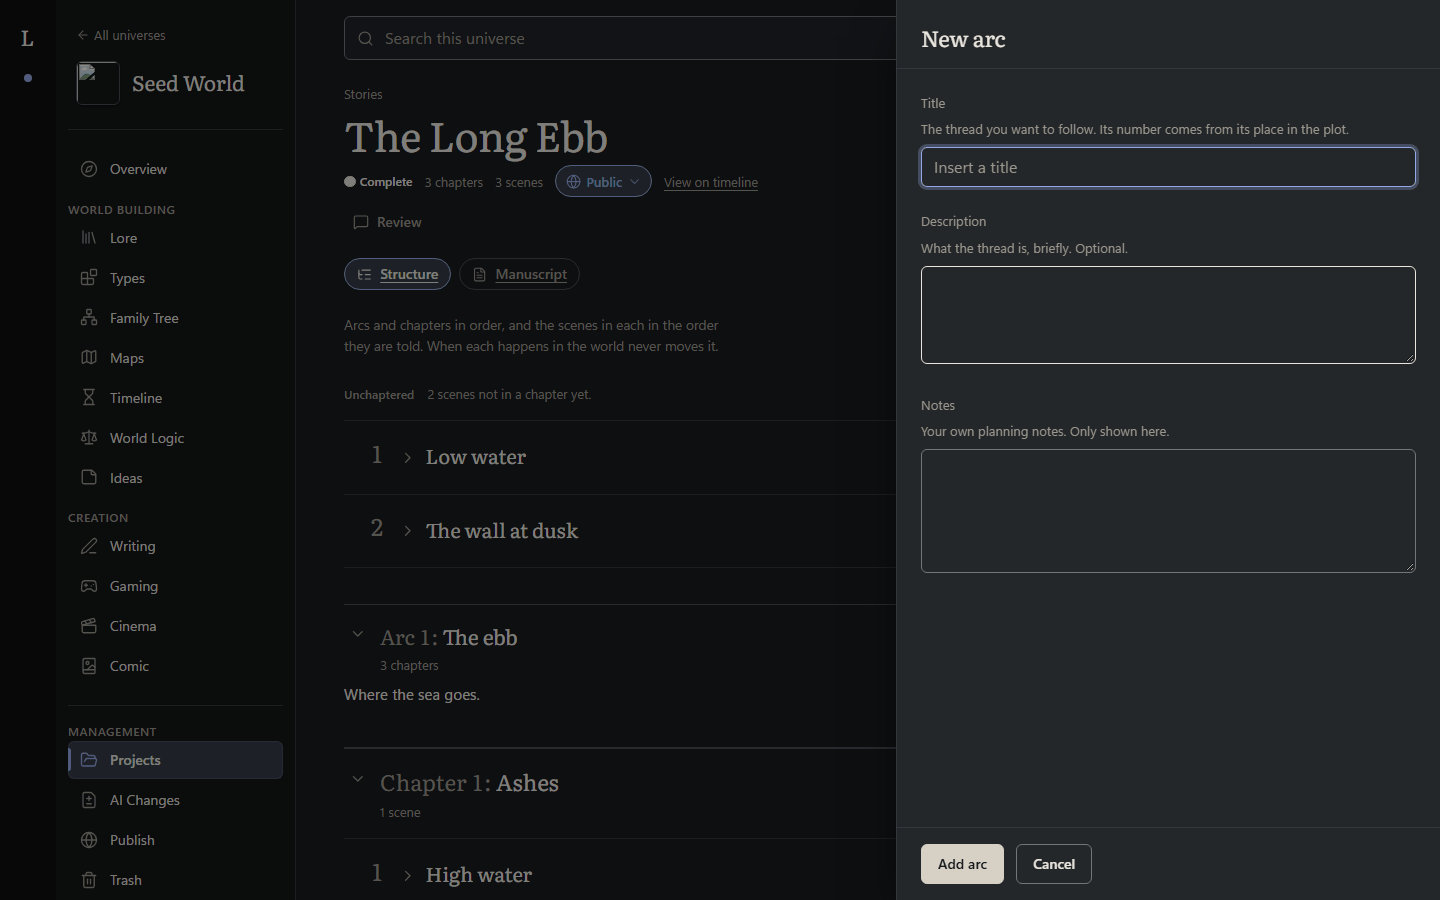 L
All universes
Seed World
Overview
WORLD BUILDING
Lore
Types
Family Tree
Maps
Timeline
World Logic
Ideas
CREATION
Writing
Gaming
Cinema
Comic
MANAGEMENT
Projects
AI Changes
Publish
Trash
Search this universe
Stories
The Long Ebb
Complete 3 chapters 3 scenes Public View on timeline
Review
Structure Manuscript
Arcs and chapters in order, and the scenes in each in the order
they are told. When each happens in the world never moves it.
Unchaptered 2 scenes not in a chapter yet.
1 Low water
2 The wall at dusk
Arc 1: The ebb
3 chapters
Where the sea goes.
Chapter 1: Ashes
1 scene
1 High water
New arc
Title
The thread you want to follow. Its number comes from its place in the plot.
Insert a title
Description
What the thread is, briefly. Optional.
Notes
Your own planning notes. Only shown here.
Add arc Cancel